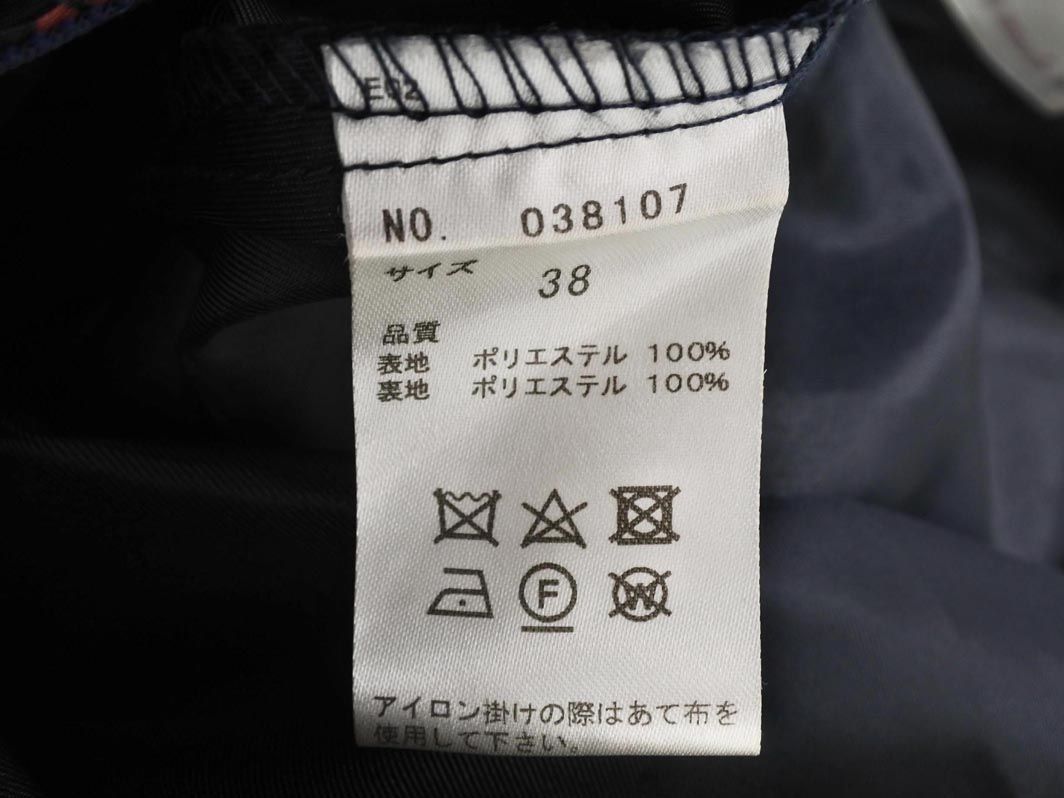 NO. 038107
サイズ 38
品質
表地 ポリエステル 100%
裏地 ポリエステル 100%
F
W
アイロン掛けの際はあて布を
使用して下さい。